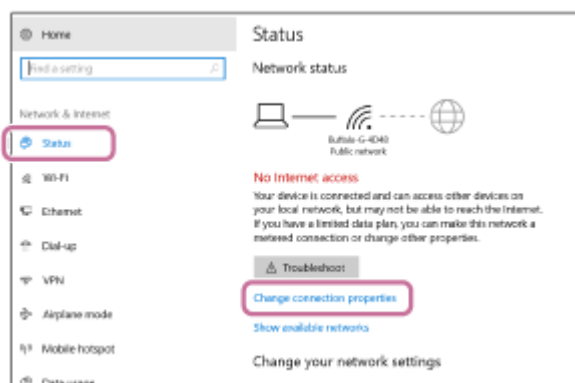 Home
Status
Find a setting
Network status
Network & Internet
Status
Buffalo-G-4D40
Public network
Wi-Fi
No Internet access
Your device is connected and can access other devices on
your local network, but may not be able to reach the Internet.
If you have a limited data plan, you can make this network a
metered connection or change other properties.
Ethernet
Dial-up
Troubleshoot
VPN
Change connection properties
Airplane mode
Show available networks
Mobile hotspot
Change your network settings
Data usage